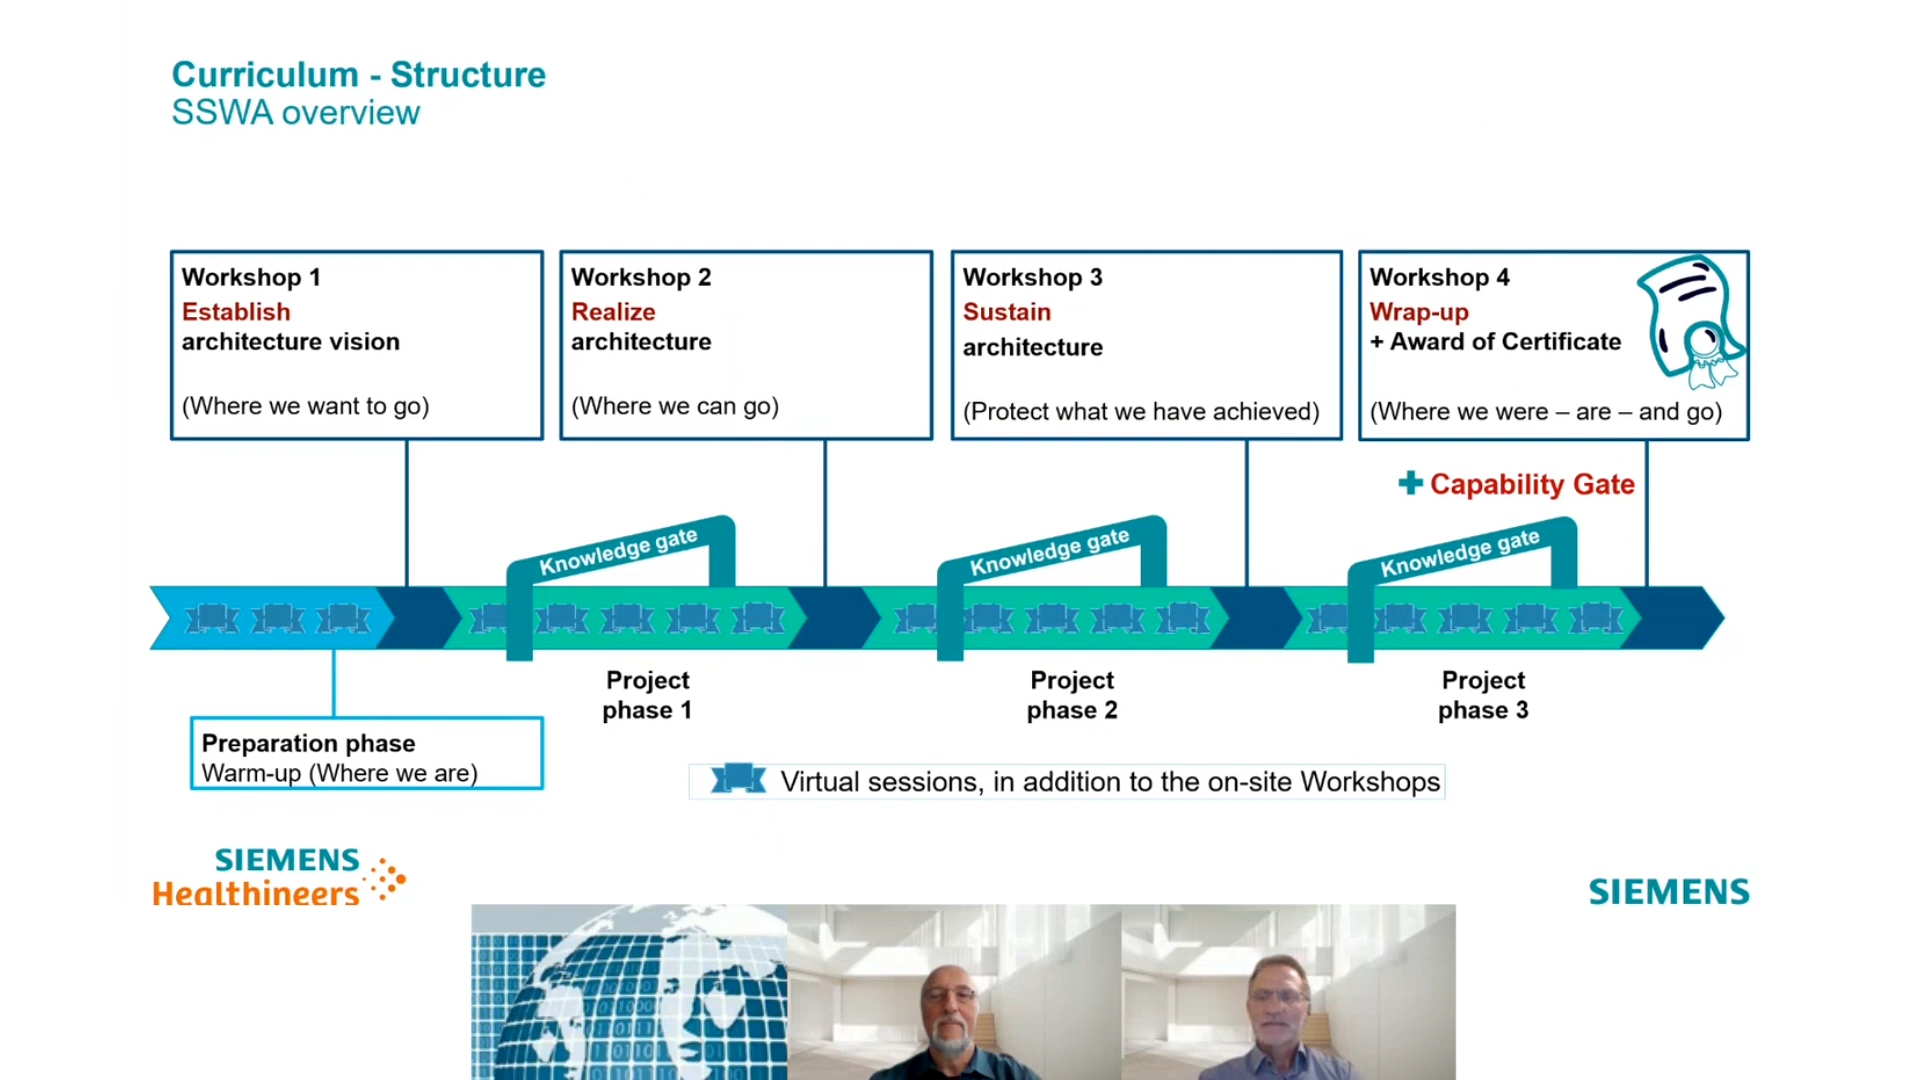 Curriculum - Structure
SSWA overview
Workshop 1
Establish
architecture vision
(Where we want to go)
Workshop 2
Realize
architecture
(Where we can go)
Workshop 3
Sustain
architecture
(Protect what we have achieved)
Workshop 4
Wrap-up
+ Award of Certificate
(Where we were – are – and go)
Capability Gate
Knowledge gate
Knowledge gate
Knowledge gate
Project
phase 1
Project
phase 2
Project
phase 3
Preparation phase
Warm-up (Where we are)
Virtual sessions, in addition to the on-site Workshops
SIEMENS
Healthineers
SIEMENS